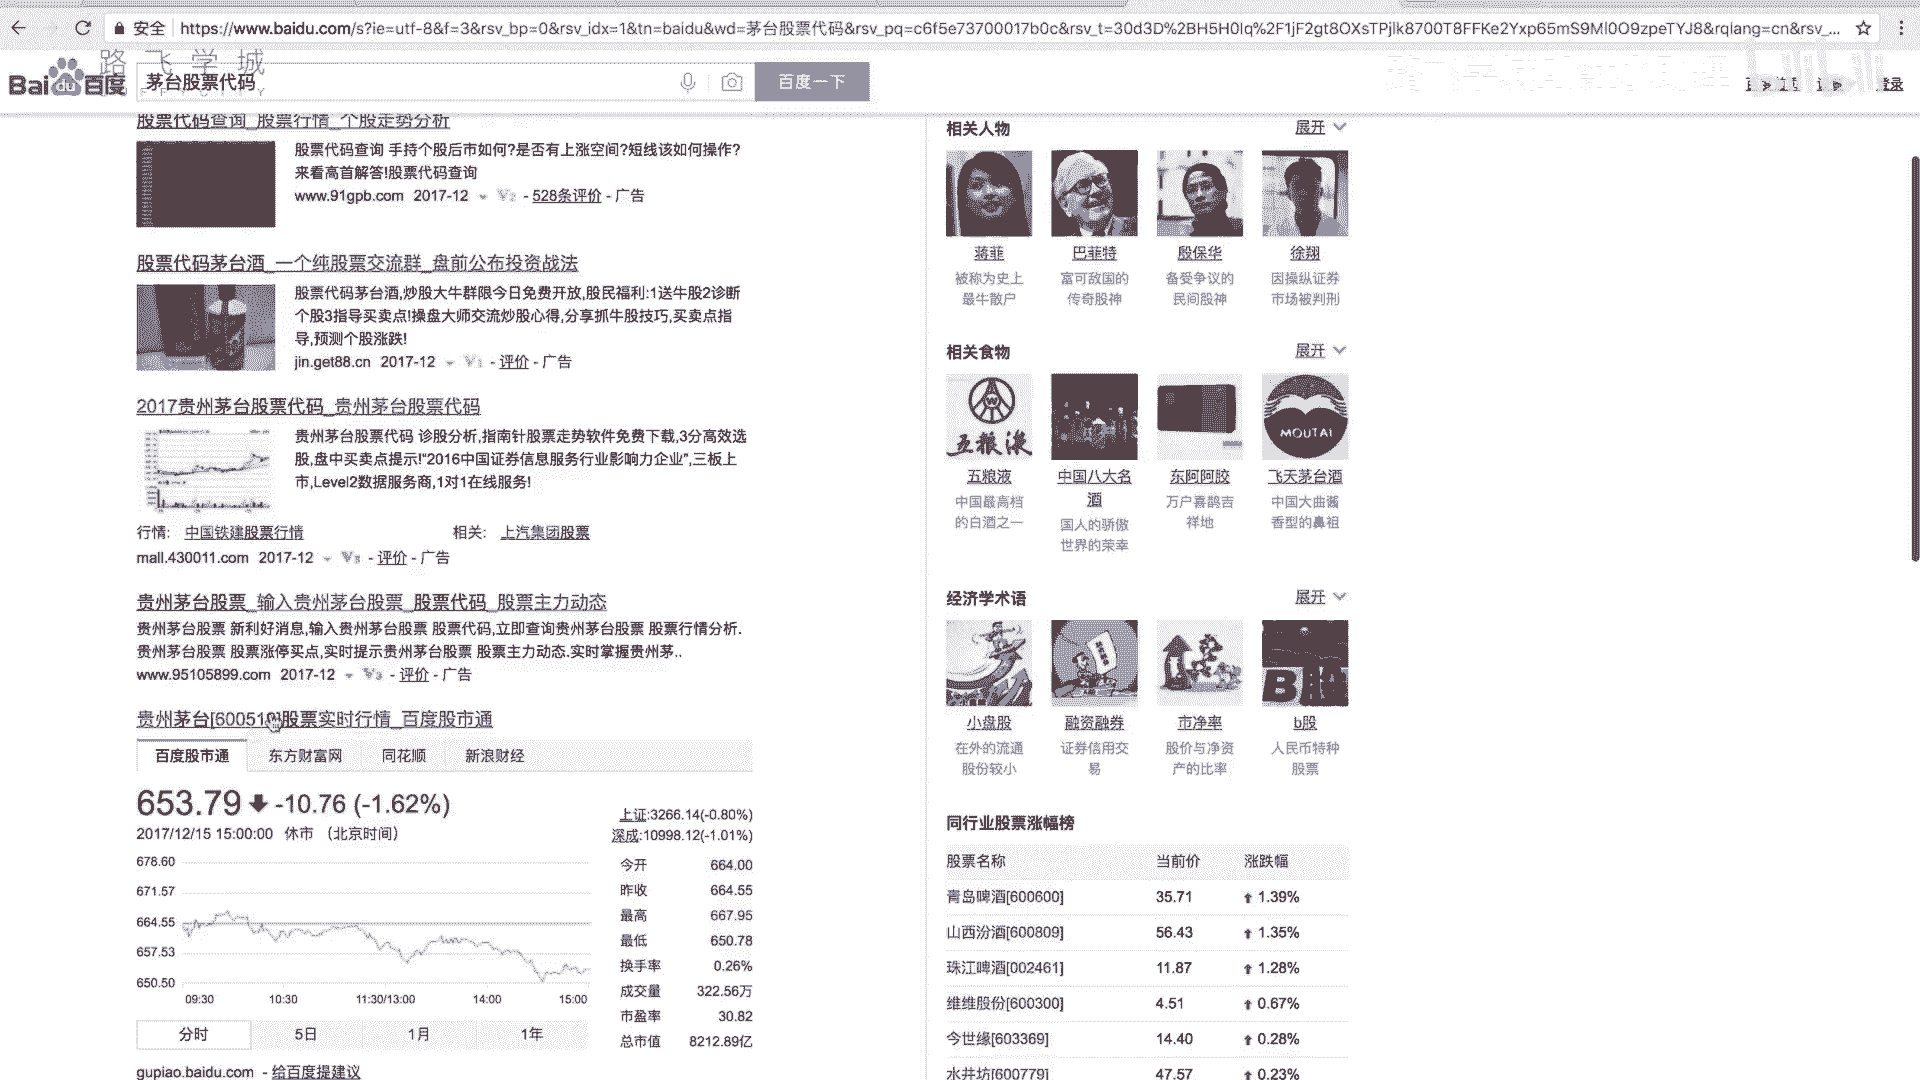 安全
https://www.baidu.com/s?ie=utf-8&f=3&rsv_bp=0&rsv_idx=1&tn=baidu&wd=茅台股票代码&rsv_pq=c6f5e73700017b0c&rsv_t=30d3D%2BH5H0Iq%2F1jF2gt8OXsTPjlk8700T8FFKe2Yxp65mS9Ml0O9zpeTYJ8&rqlang=cn&rsv_...
路飞学城
Bai du 百度
茅台股票代码
百度一下
登录
股票代码查询_股票行情_个股走势分析
股票代码查询 手持个股后市如何?是否有上涨空间?短线该如何操作?
来看高首解答!股票代码查询
www.91gpb.com 2017-12 - 528条评价 - 广告
股票代码茅台酒_一个纯股票交流群_盘前公布投资战法
股票代码茅台酒,炒股大牛群限今日免费开放,股民福利:1送牛股2诊断
个股3指导买卖点!操盘大师交流炒股心得,分享抓牛股技巧,买卖点指
导,预测个股涨跌!
jin.get88.cn 2017-12 - 评价 - 广告
2017贵州茅台股票代码_贵州茅台股票代码
贵州茅台股票代码 诊股分析,指南针股票走势软件免费下载,3分高效选
股,盘中买卖点提示!"2016中国证券信息服务行业影响力企业",三板上
市,Level2数据服务商,1对1在线服务!
行情: 中国铁建股票行情 相关: 上汽集团股票
mall.430011.com 2017-12 - 评价 - 广告
贵州茅台股票_输入贵州茅台股票_股票代码_股票主力动态
贵州茅台股票 新利好消息,输入贵州茅台股票 股票代码,立即查询贵州茅台股票 股票行情分析.
贵州茅台股票 股票涨停买点,实时提示贵州茅台股票 股票主力动态.实时掌握贵州茅..
www.95105899.com 2017-12 - 评价 - 广告
贵州茅台[600519]股票实时行情_百度股市通
百度股市通 东方财富网 同花顺 新浪财经
653.79 -10.76 (-1.62%)
2017/12/15 15:00:00 休市 (北京时间)
上证:3266.14(-0.80%)
深成:10998.12(-1.01%)
678.60
671.57
664.55
657.53
650.50
09:30 10:30 11:30/13:00 14:00 15:00
今开 664.00
昨收 664.55
最高 667.95
最低 650.78
换手率 0.26%
成交量 322.56万
市盈率 30.82
总市值 8212.89亿
分时 5日 1月 1年
gupiao.baidu.com - 给百度提建议
相关人物 展开
蒋菲 巴菲特 殷保华 徐翔
被称为史上 富可敌国的 备受争议的 因操纵证券
最牛散户 传奇股神 民间股神 市场被判刑
相关食物 展开
五粮液
MOUTAI
五粮液 中国八大名 东阿阿胶 飞天茅台酒
酒
中国最高档 万户喜鹊吉 中国大曲酱
的白酒之一 国人的骄傲 祥地 香型的鼻祖
世界的荣幸
经济学术语 展开
B股
小盘股 融资融券 市净率 b股
在外的流通 证券信用交 股价与净资 人民币特种
股份较小 易 产的比率 股票
同行业股票涨幅榜
股票名称 当前价 涨跌幅
青岛啤酒[600600] 35.71 1.39%
山西汾酒[600809] 56.43 1.35%
珠江啤酒[002461] 11.87 1.28%
维维股份[600300] 4.51 0.67%
今世缘[603369] 14.40 0.28%
水井坊[600779] 47.57 0.23%